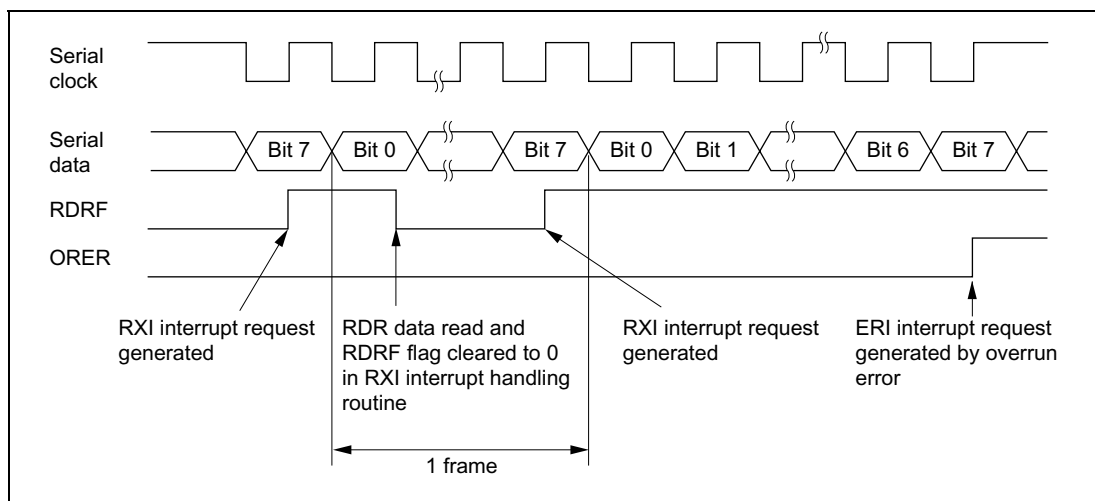 Serial
clock
Serial
data
Bit 7 Bit 0 Bit 7 Bit 0 Bit 1 Bit 6 Bit 7
RDRF
ORER
RXI interrupt request
generated
RDR data read and
RDRF flag cleared to 0
in RXI interrupt handling
routine
RXI interrupt request
generated
ERI interrupt request
generated by overrun
error
1 frame